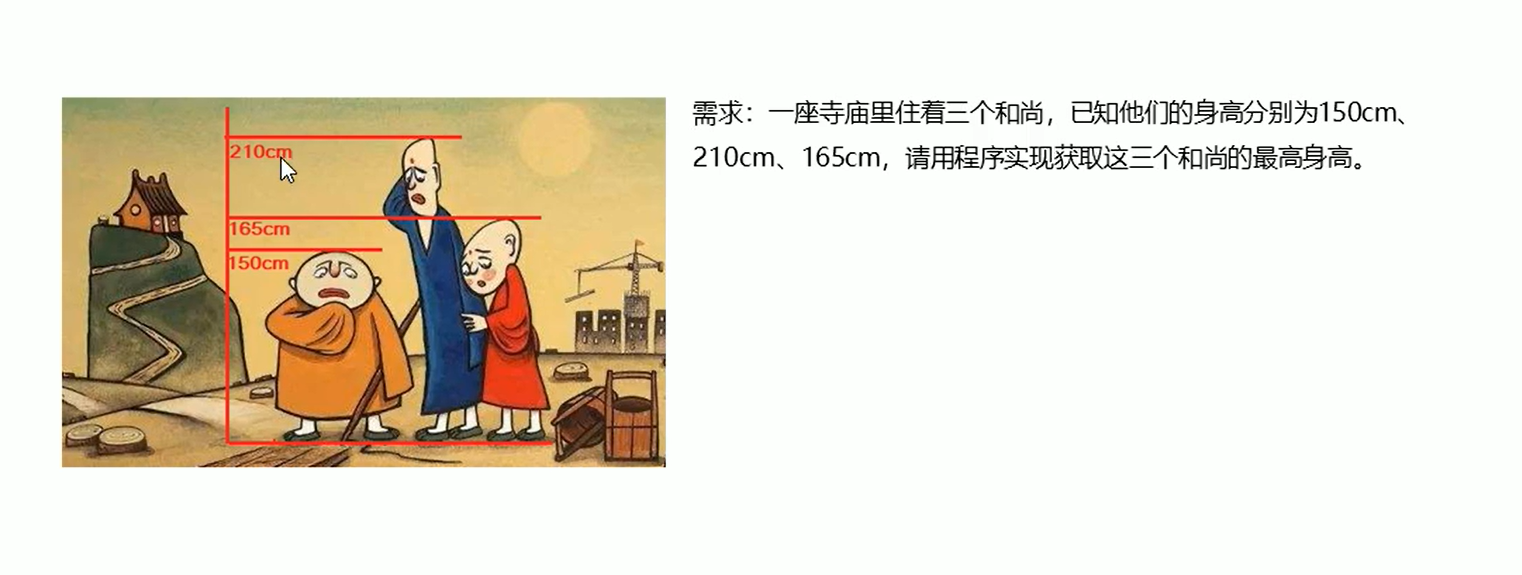 需求：一座寺庙里住着三个和尚，已知他们的身高分别为150cm、
210cm、165cm，请用程序实现获取这三个和尚的最高身高。
210cm
165cm
150cm